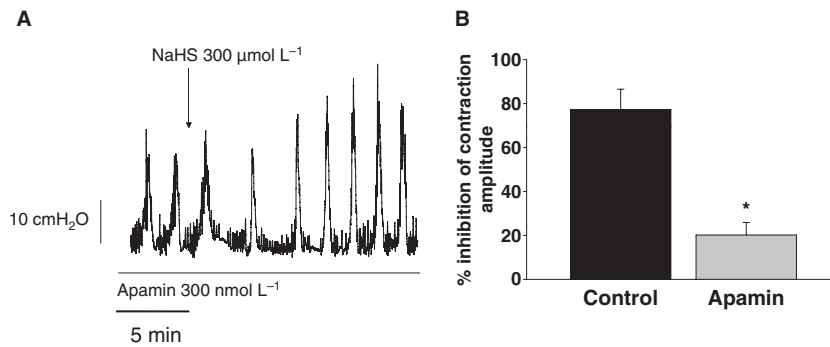 A
NaHS 300 µmol L⁻¹
10 cmH₂O
Apamin 300 nmol L⁻¹
5 min
B
% inhibition of contraction
amplitude
100
80
60
40
20
0
*
Control
Apamin